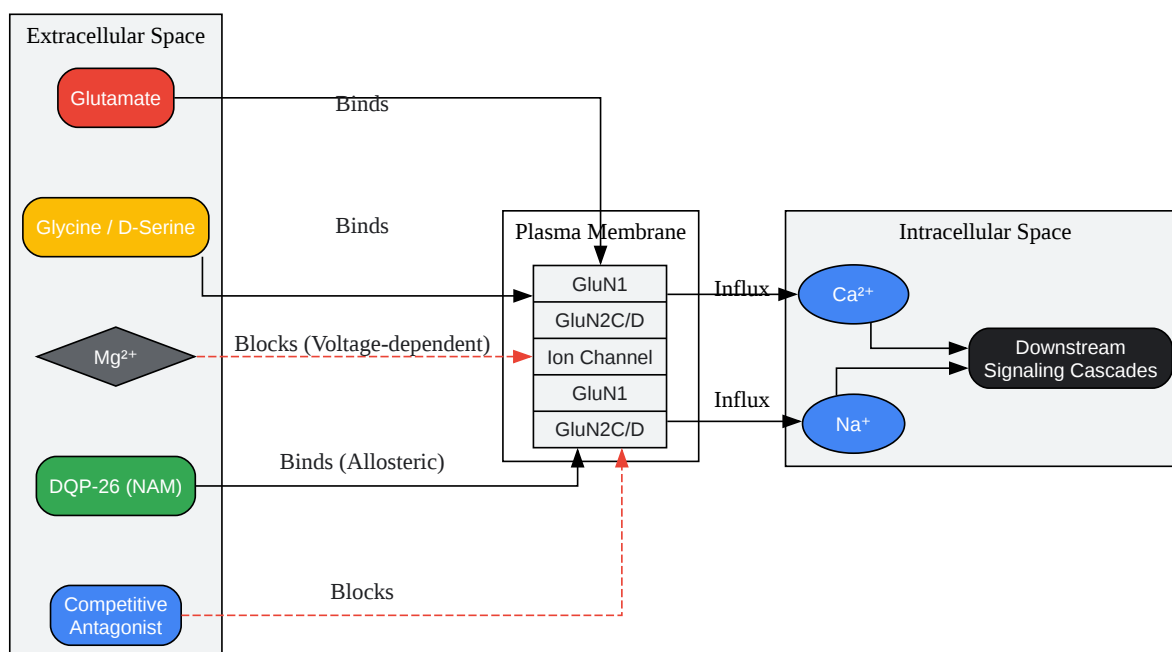 Extracellular Space
Glutamate
Binds
Glycine / D-Serine
Binds
Mg²⁺
Blocks (Voltage-dependent)
DQP-26 (NAM)
Binds (Allosteric)
Competitive
Antagonist
Blocks
Plasma Membrane
GluN1
GluN2C/D
Ion Channel
GluN1
GluN2C/D
Influx
Influx
Intracellular Space
Ca²⁺
Na⁺
Downstream
Signaling Cascades